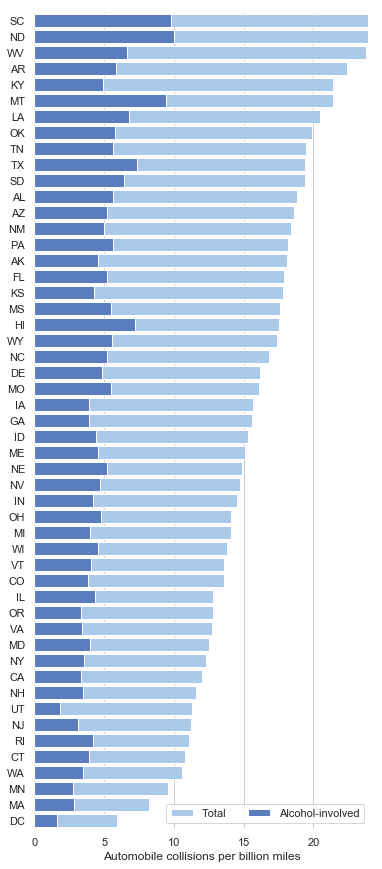 SC
ND
WV
AR
KY
MT
LA
OK
TN
TX
SD
AL
AZ
NM
PA
AK
FL
KS
MS
HI
WY
NC
DE
MO
IA
GA
ID
ME
NE
NV
IN
OH
MI
WI
VT
CO
IL
OR
VA
MD
NY
CA
NH
UT
NJ
RI
CT
WA
MN
MA
DC
Total Alcohol-involved
0 5 10 15 20
Automobile collisions per billion miles